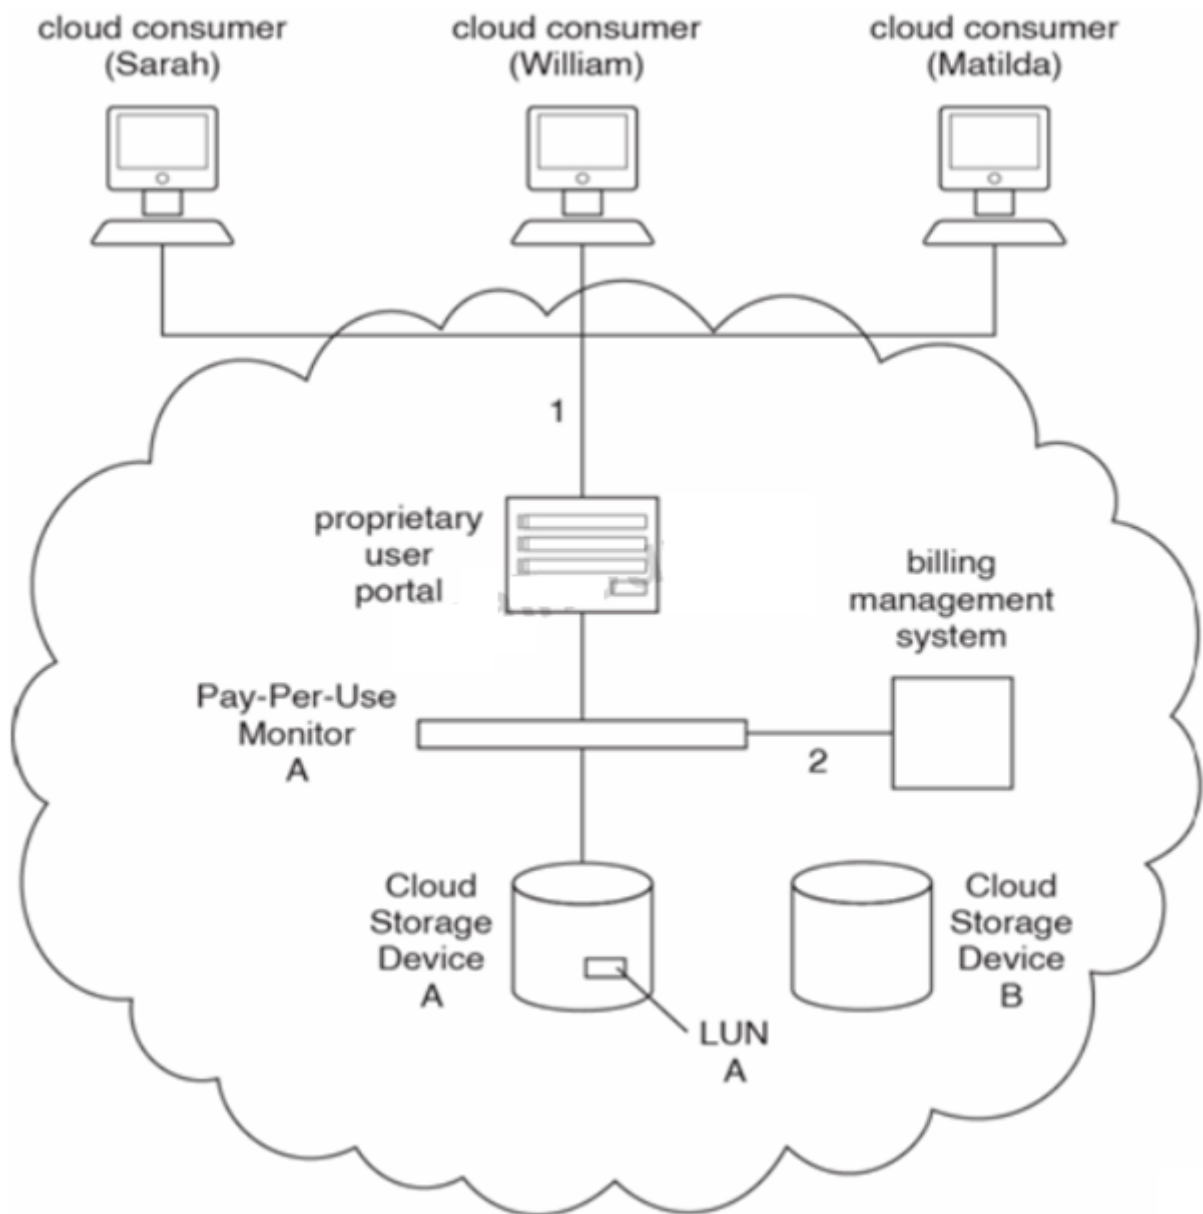 cloud consumer
(Sarah)
cloud consumer
(William)
cloud consumer
(Matilda)
1
proprietary
user
portal
billing
management
system
Pay-Per-Use
Monitor
A
2
Cloud
Storage
Device
A
Cloud
Storage
Device
B
LUN
A